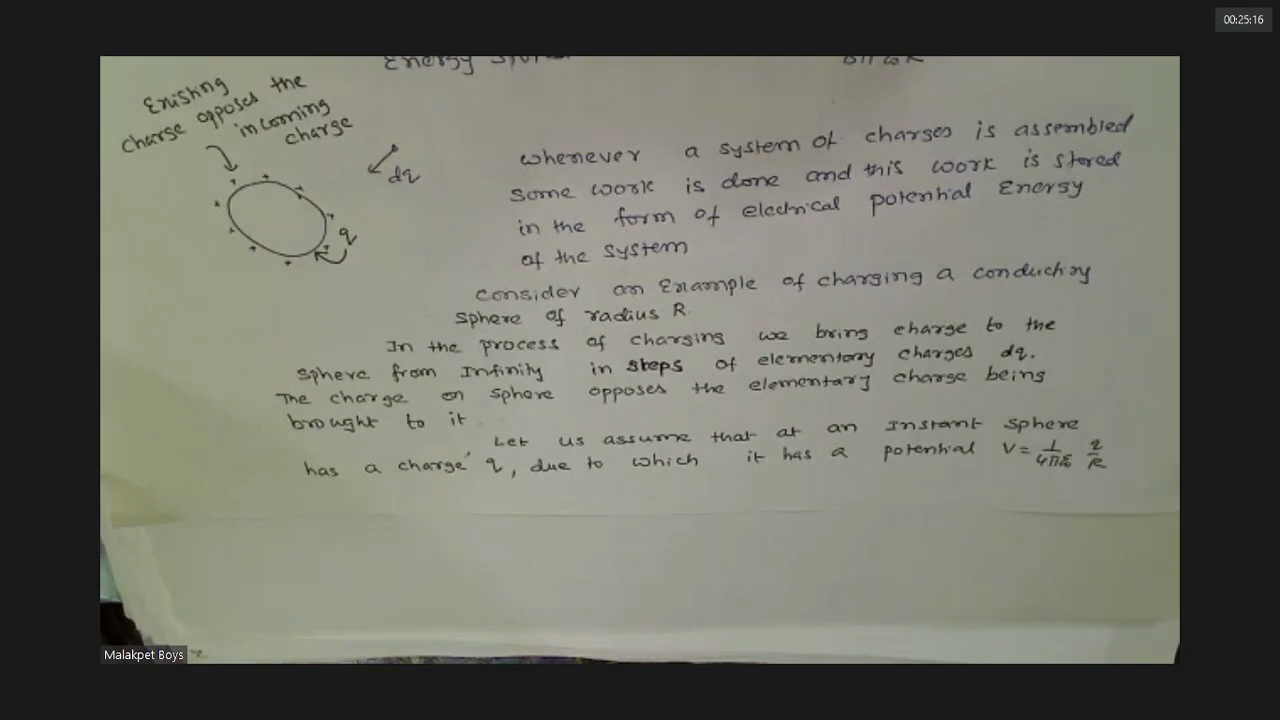 00:25:16
Energy
Existing
charge opposes the
incoming
charge
dq
q
whenever a system of charges is assembled
some work is done and this work is stored
in the form of electrical potential Energy
of the system
Consider an Example of charging a conducting
sphere of radius R.
In the process of charging we bring charge to the
sphere from Infinity in steps of elementary charges dq.
The charge on sphere opposes the elementary charge being
brought to it.
Let us assume that at an Instant sphere
has a charge q, due to which it has a potential V = 1/4πε₀ q/R
Malakpet Boys